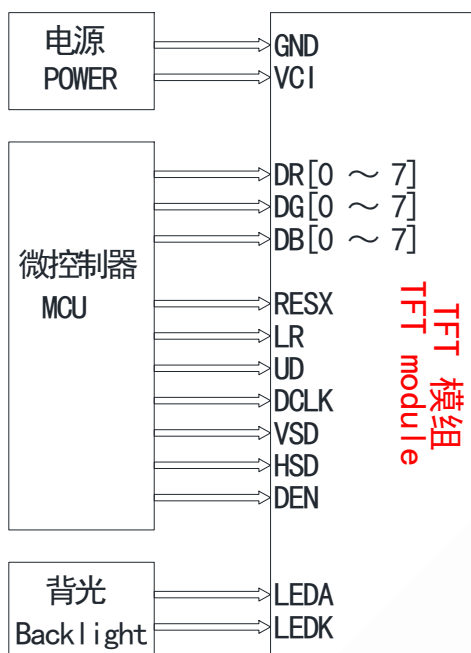 电源
POWER
GND
VCI
微控制器
MCU
DR[0 ～ 7]
DG[0 ～ 7]
DB[0 ～ 7]
RESX
LR
UD
DCLK
VSD
HSD
DEN
TFT 模组
TFT module
背光
Backlight
LEDA
LEDK